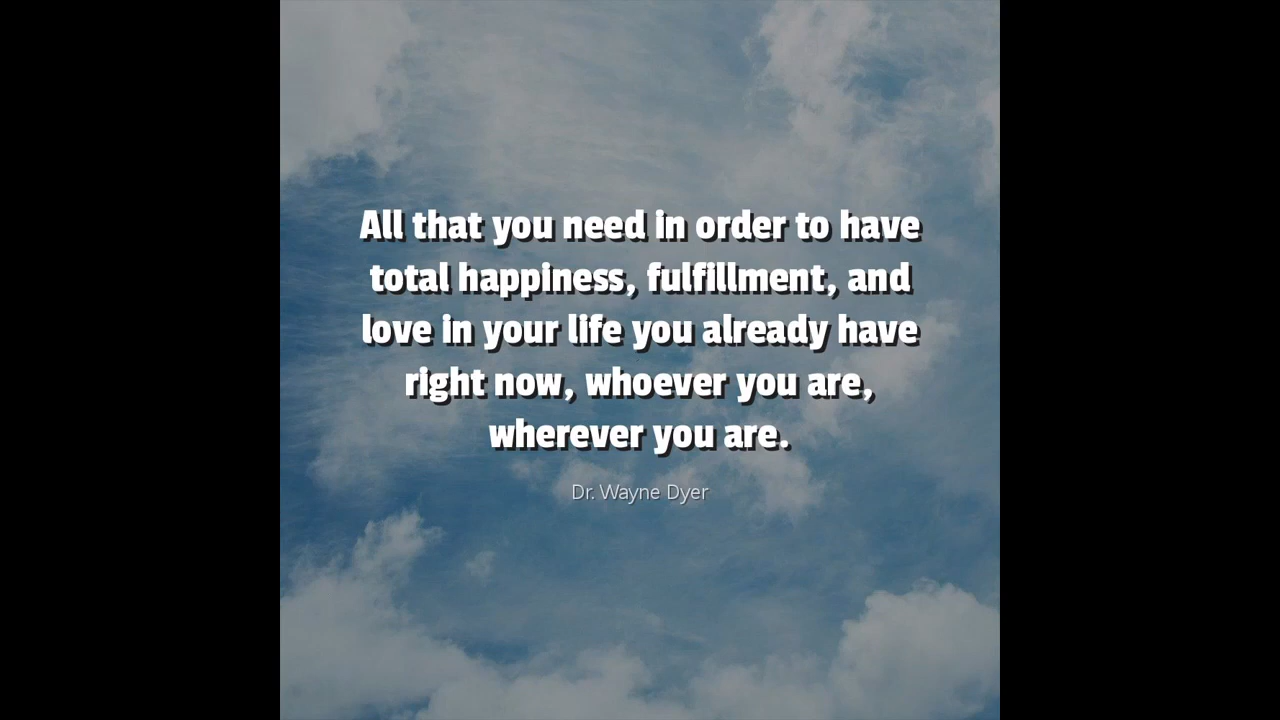 All that you need in order to have
total happiness, fulfillment, and
love in your life you already have
right now, whoever you are,
wherever you are.
Dr. Wayne Dyer